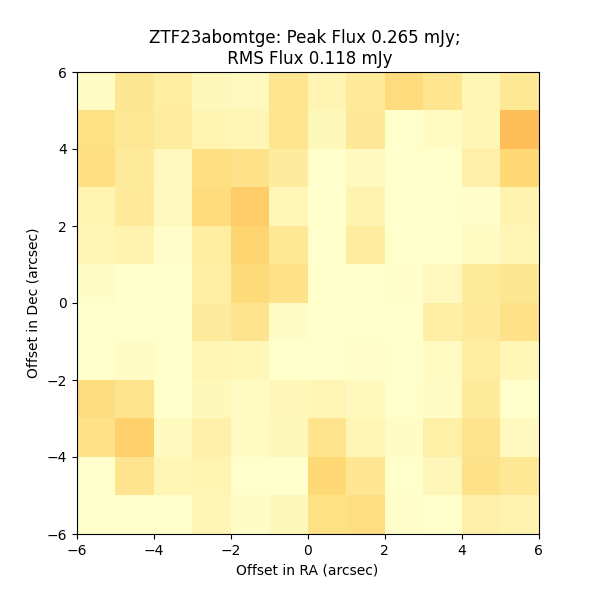 ZTF23abomtge: Peak Flux 0.265 mJy;
RMS Flux 0.118 mJy
6
4
2
0
−2
−4
−6
Offset in Dec (arcsec)
−6 −4 −2 0 2 4 6
Offset in RA (arcsec)